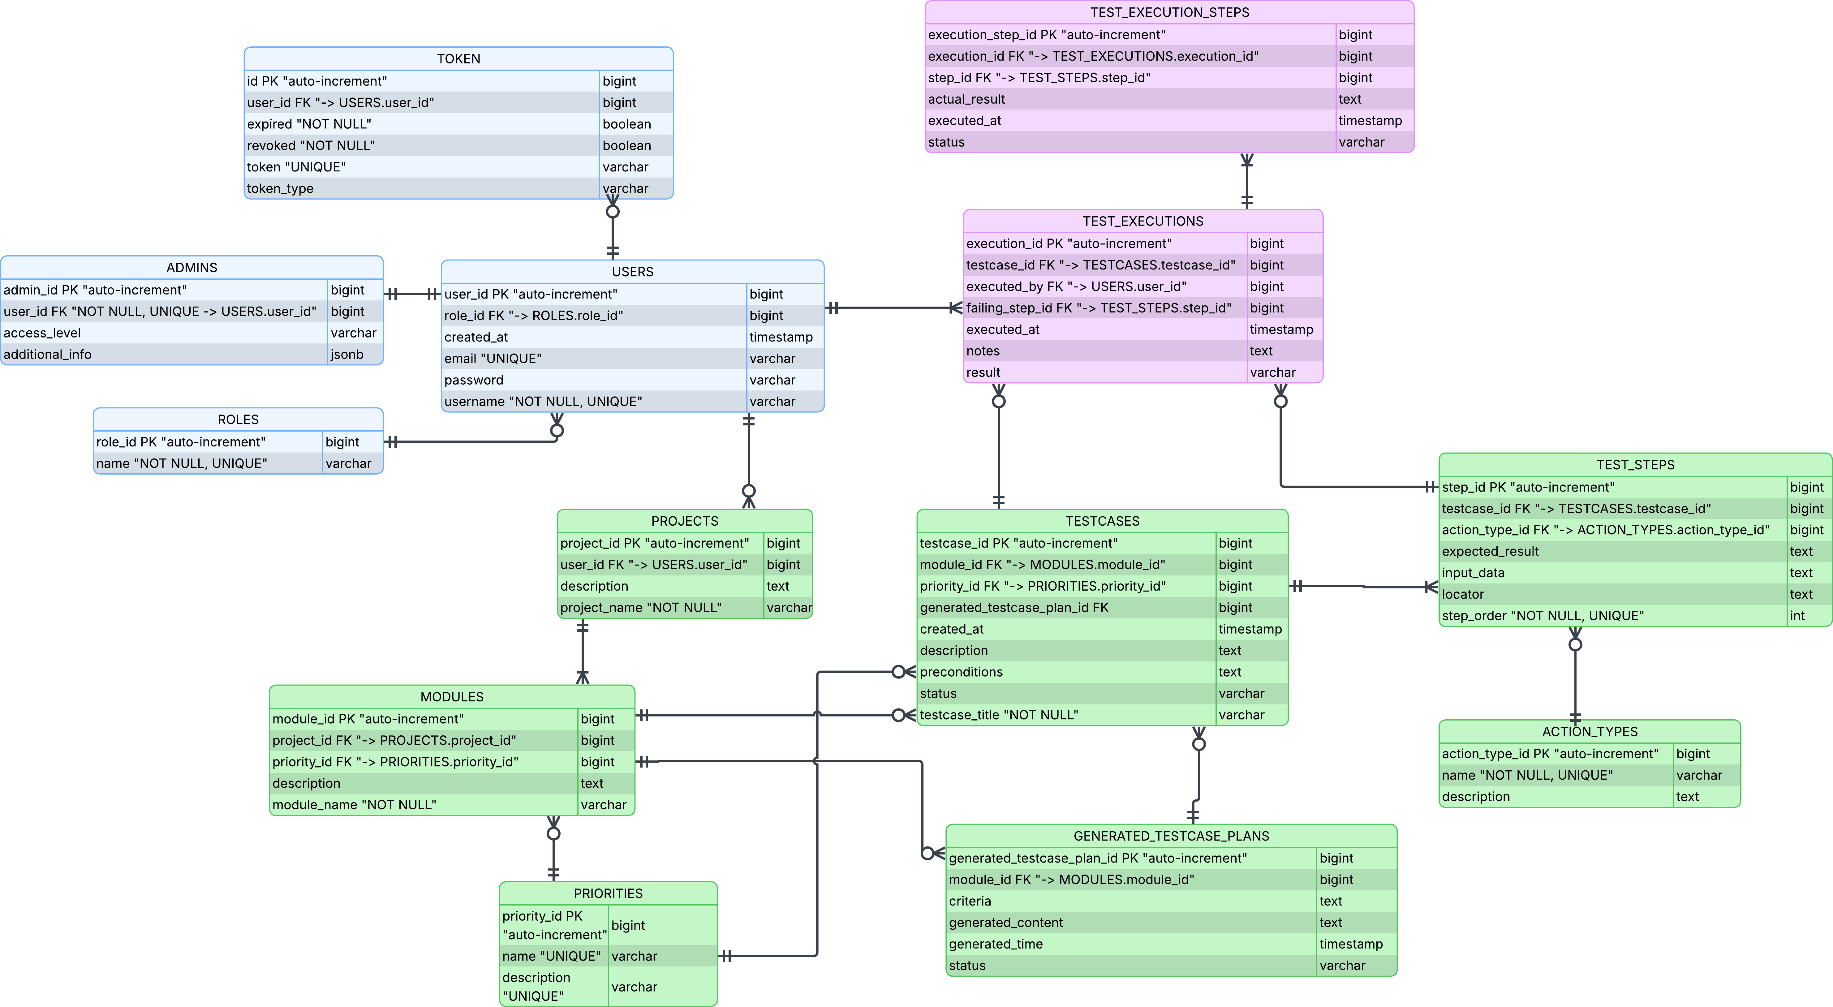 TEST_EXECUTION_STEPS
execution_step_id PK "auto-increment" bigint
execution_id FK "-> TEST_EXECUTIONS.execution_id" bigint
step_id FK "-> TEST_STEPS.step_id" bigint
actual_result text
executed_at timestamp
status varchar
TOKEN
id PK "auto-increment" bigint
user_id FK "-> USERS.user_id" bigint
expired "NOT NULL" boolean
revoked "NOT NULL" boolean
token "UNIQUE" varchar
token_type varchar
TEST_EXECUTIONS
execution_id PK "auto-increment" bigint
testcase_id FK "-> TESTCASES.testcase_id" bigint
executed_by FK "-> USERS.user_id" bigint
failing_step_id FK "-> TEST_STEPS.step_id" bigint
executed_at timestamp
notes text
result varchar
ADMINS
admin_id PK "auto-increment" bigint
user_id FK "NOT NULL, UNIQUE -> USERS.user_id" bigint
access_level varchar
additional_info jsonb
USERS
user_id PK "auto-increment" bigint
role_id FK "-> ROLES.role_id" bigint
created_at timestamp
email "UNIQUE" varchar
password varchar
username "NOT NULL, UNIQUE" varchar
ROLES
role_id PK "auto-increment" bigint
name "NOT NULL, UNIQUE" varchar
TEST_STEPS
step_id PK "auto-increment" bigint
testcase_id FK "-> TESTCASES.testcase_id" bigint
action_type_id FK "-> ACTION_TYPES.action_type_id" bigint
expected_result text
input_data text
locator text
step_order "NOT NULL, UNIQUE" int
PROJECTS
project_id PK "auto-increment" bigint
user_id FK "-> USERS.user_id" bigint
description text
project_name "NOT NULL" varchar
TESTCASES
testcase_id PK "auto-increment" bigint
module_id FK "-> MODULES.module_id" bigint
priority_id FK "-> PRIORITIES.priority_id" bigint
generated_testcase_plan_id FK bigint
created_at timestamp
description text
preconditions text
status varchar
testcase_title "NOT NULL" varchar
MODULES
module_id PK "auto-increment" bigint
project_id FK "-> PROJECTS.project_id" bigint
priority_id FK "-> PRIORITIES.priority_id" bigint
description text
module_name "NOT NULL" varchar
ACTION_TYPES
action_type_id PK "auto-increment" bigint
name "NOT NULL, UNIQUE" varchar
description text
GENERATED_TESTCASE_PLANS
generated_testcase_plan_id PK "auto-increment" bigint
module_id FK "-> MODULES.module_id" bigint
criteria text
generated_content text
generated_time timestamp
status varchar
PRIORITIES
priority_id PK
"auto-increment" bigint
name "UNIQUE" varchar
description
"UNIQUE" varchar